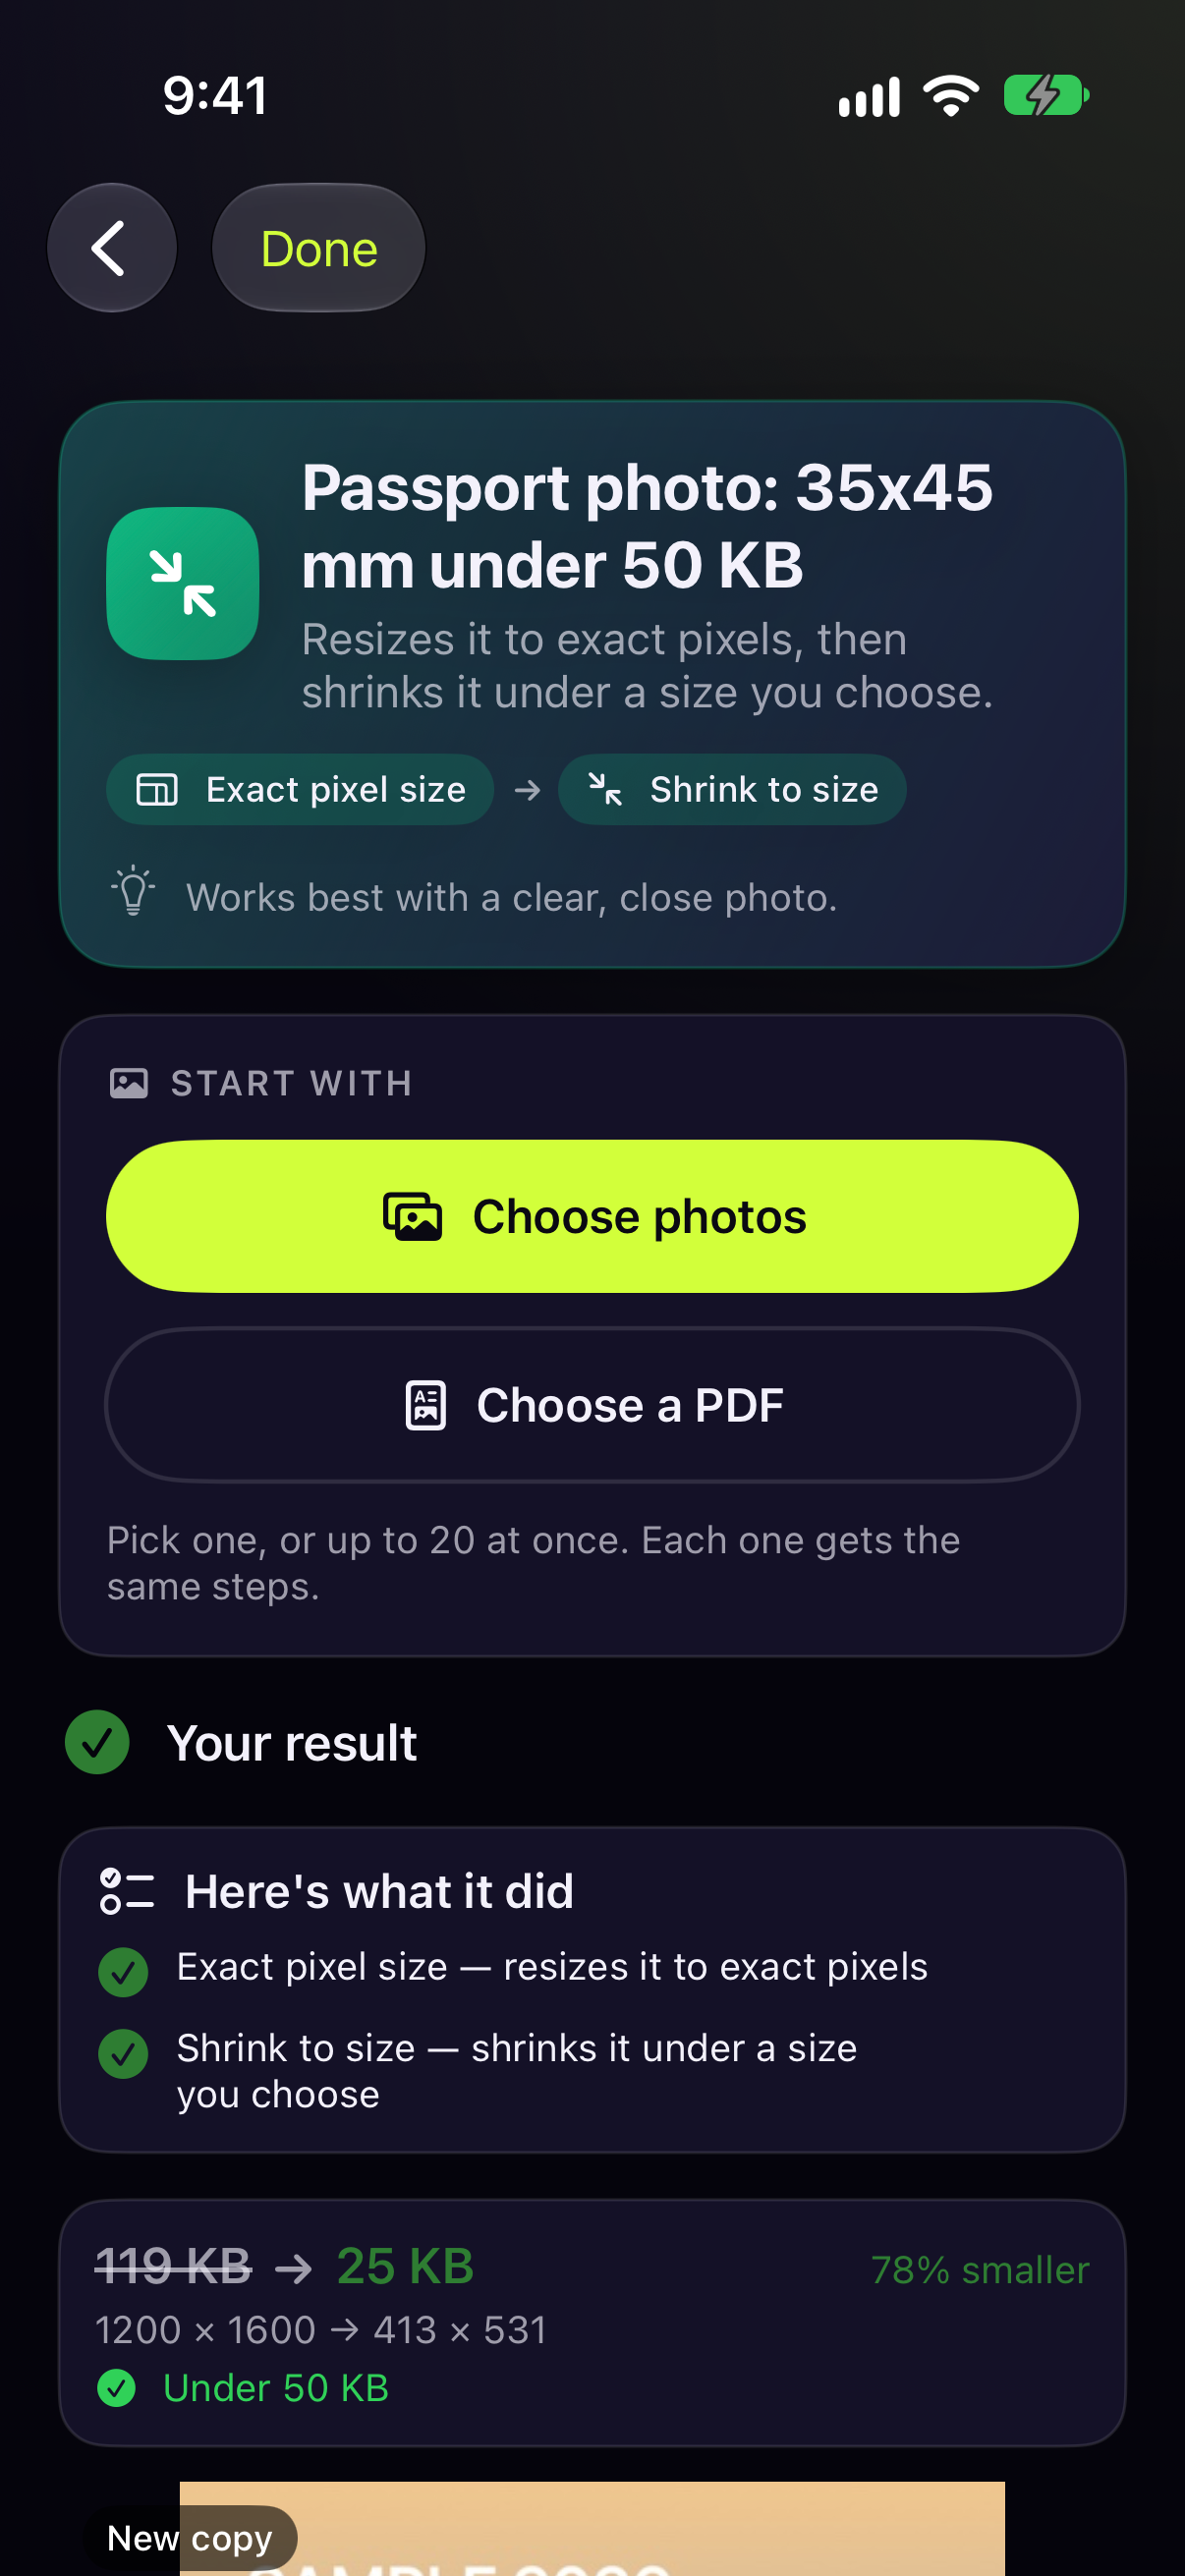 9:41
Done
Passport photo: 35x45
mm under 50 KB
Resizes it to exact pixels, then
shrinks it under a size you choose.
Exact pixel size → Shrink to size
Works best with a clear, close photo.
START WITH
Choose photos
Choose a PDF
Pick one, or up to 20 at once. Each one gets the
same steps.
Your result
Here's what it did
Exact pixel size — resizes it to exact pixels
Shrink to size — shrinks it under a size
you choose
119 KB → 25 KB 78% smaller
1200 × 1600 → 413 × 531
Under 50 KB
New copy